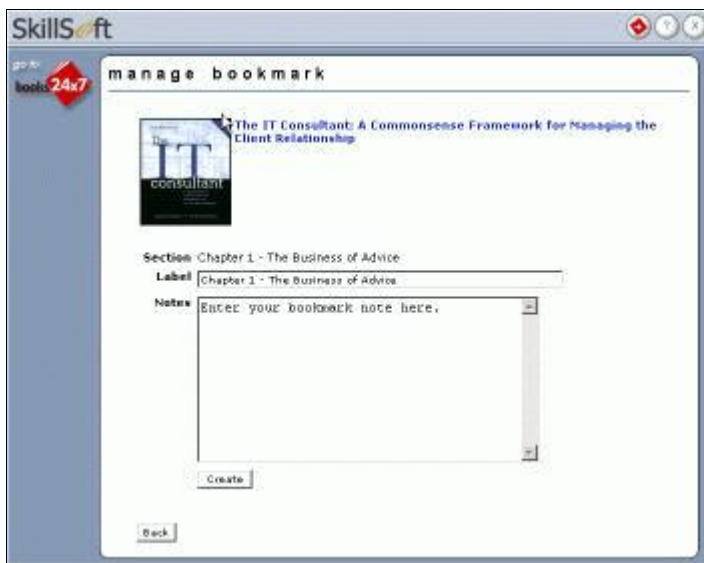 SkillSoft
go to
books 24x7
manage bookmark
The IT Consultant: A Commonsense Framework for Managing the
Client Relationship
The
IT
consultant
Section Chapter 1 - The Business of Advice
Label Chapter 1 - The Business of Advice
Notes Enter your bookmark note here.
Create
Back